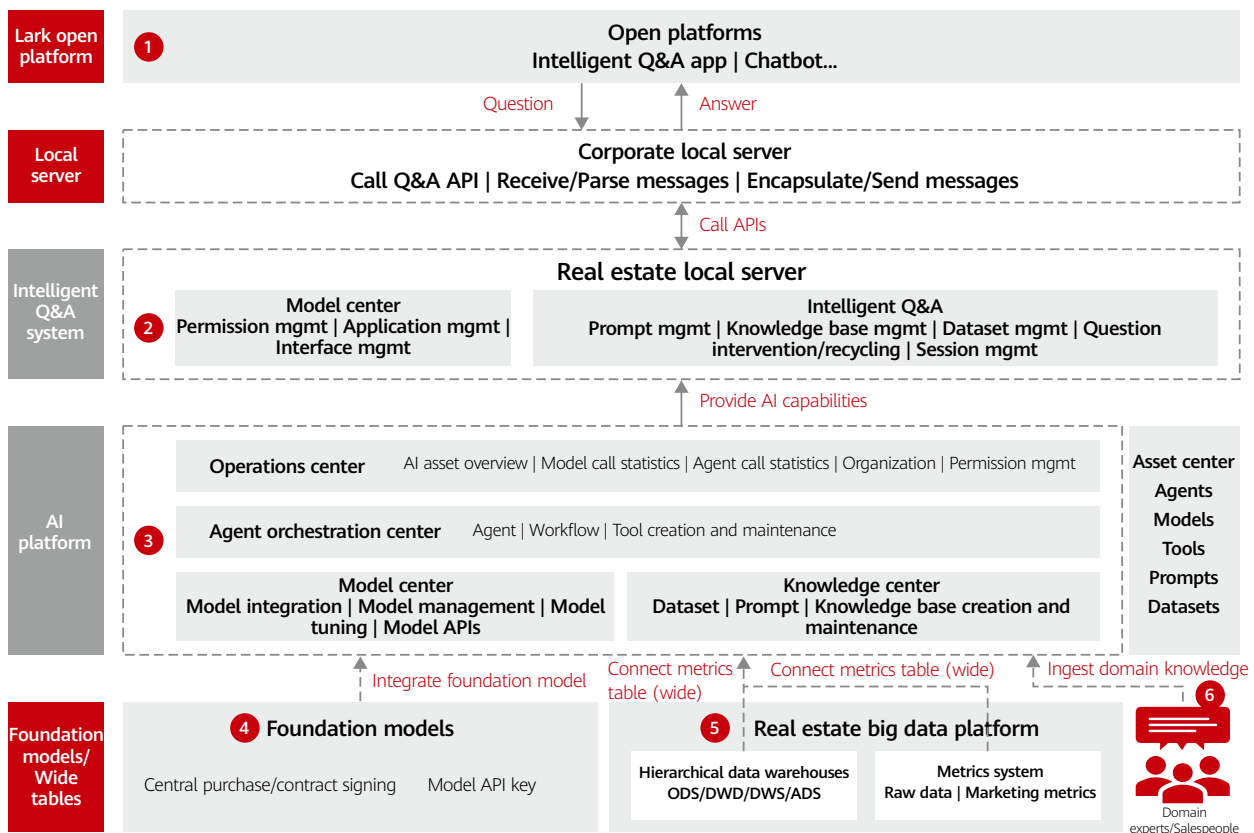 Lark open
platform
1
Open platforms
Intelligent Q&A app | Chatbot...
Question
Answer
Local
server
Corporate local server
Call Q&A API | Receive/Parse messages | Encapsulate/Send messages
Call APIs
Intelligent
Q&A
system
Real estate local server
2
Model center
Permission mgmt | Application mgmt |
Interface mgmt
Intelligent Q&A
Prompt mgmt | Knowledge base mgmt | Dataset mgmt | Question
intervention/recycling | Session mgmt
Provide AI capabilities
AI
platform
3
Operations center
AI asset overview | Model call statistics | Agent call statistics | Organization | Permission mgmt
Agent orchestration center
Agent | Workflow | Tool creation and maintenance
Model center
Model integration | Model management | Model
tuning | Model APIs
Knowledge center
Dataset | Prompt | Knowledge base creation and
maintenance
Asset center
Agents
Models
Tools
Prompts
Datasets
Integrate foundation model
Connect metrics
table (wide)
Connect metrics table (wide)
Ingest domain knowledge
Foundation
models/
Wide
tables
4
Foundation models
Central purchase/contract signing
Model API key
5
Real estate big data platform
Hierarchical data warehouses
ODS/DWD/DWS/ADS
Metrics system
Raw data | Marketing metrics
6
Domain
experts/Salespeople